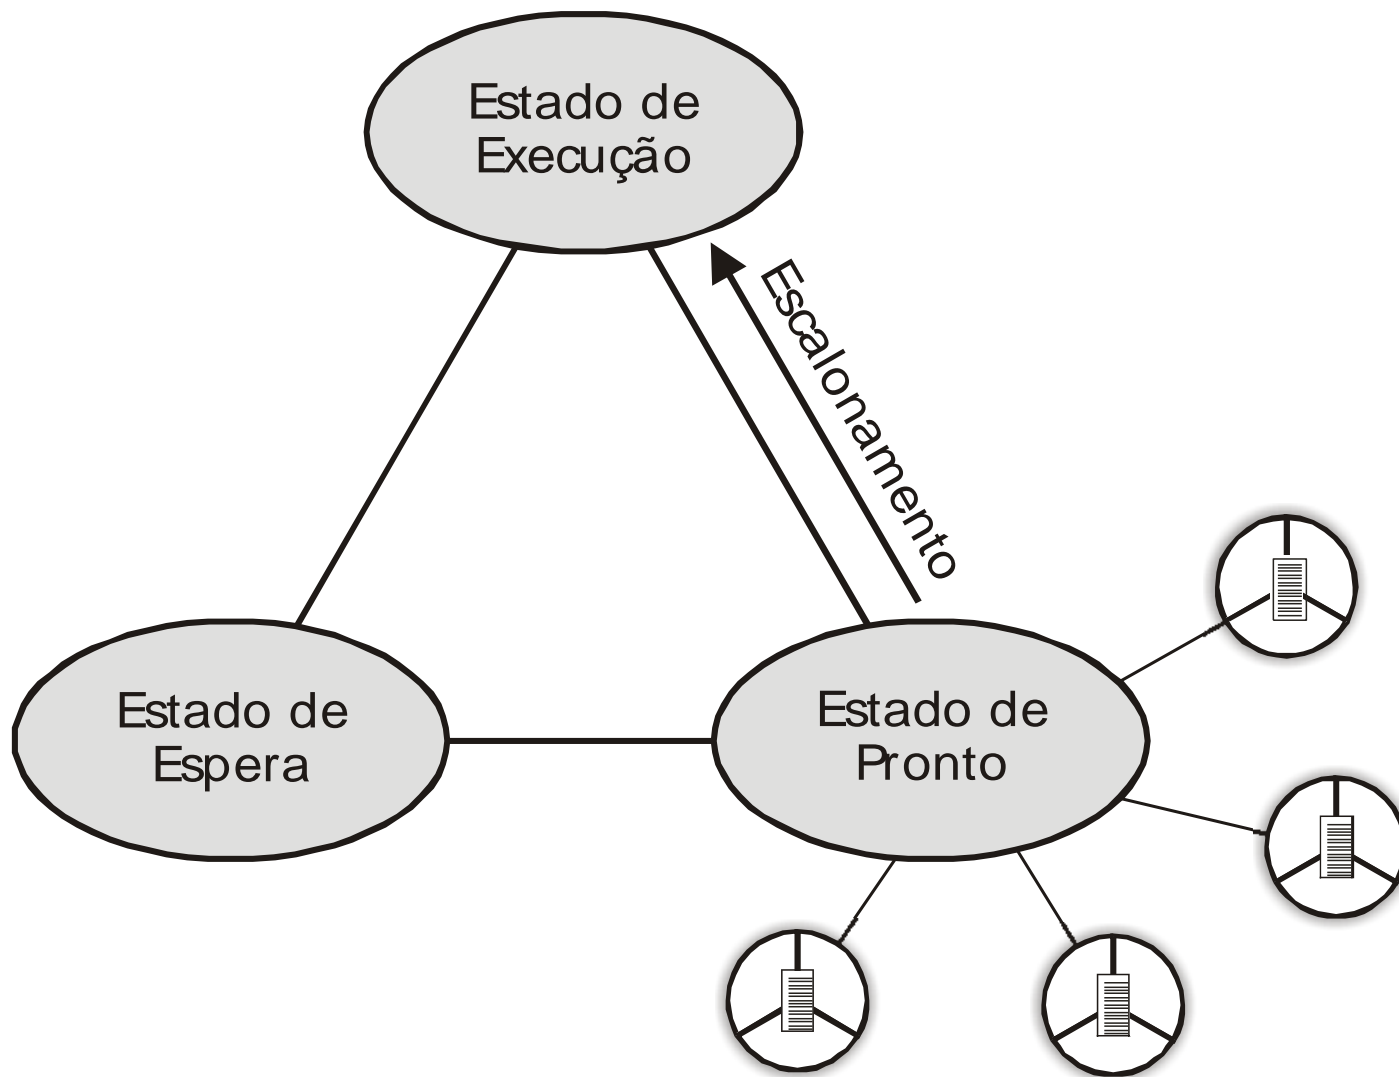 Estado de
Execução
Escalonamento
Estado de
Espera
Estado de
Pronto